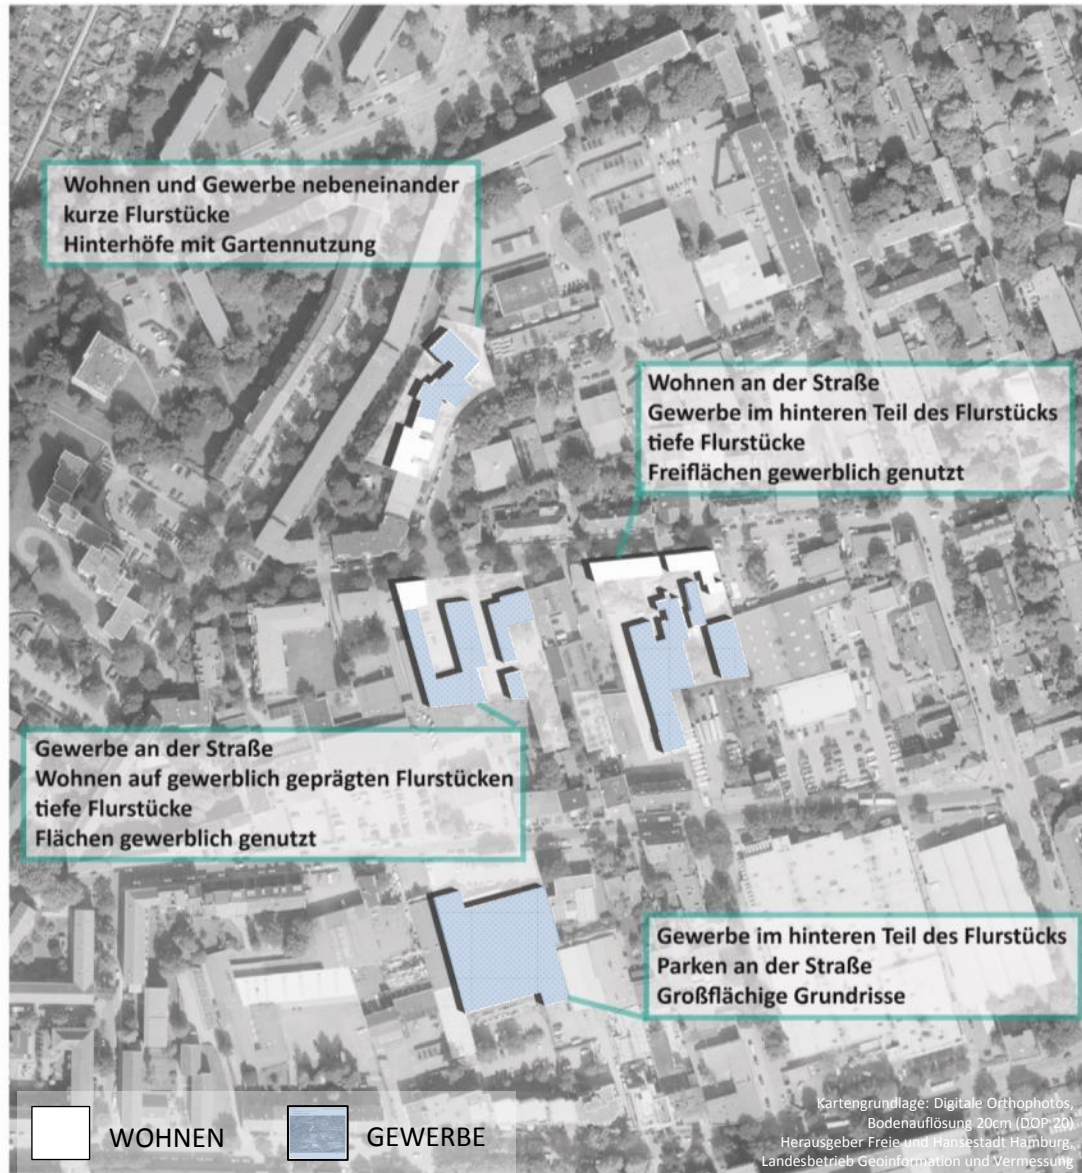 Wohnen und Gewerbe nebeneinander
kurze Flurstücke
Hinterhöfe mit Gartennutzung
Wohnen an der Straße
Gewerbe im hinteren Teil des Flurstücks
tiefe Flurstücke
Freiflächen gewerblich genutzt
Gewerbe an der Straße
Wohnen auf gewerblich geprägten Flurstücken
tiefe Flurstücke
Flächen gewerblich genutzt
Gewerbe im hinteren Teil des Flurstücks
Parken an der Straße
Großflächige Grundrisse
WOHNEN
GEWERBE
Kartengrundlage: Digitale Orthophotos,
Bodenauflösung 20cm (DOP 20)
Herausgeber Freie und Hansestadt Hamburg,
Landesbetrieb Geoinformation und Vermessung